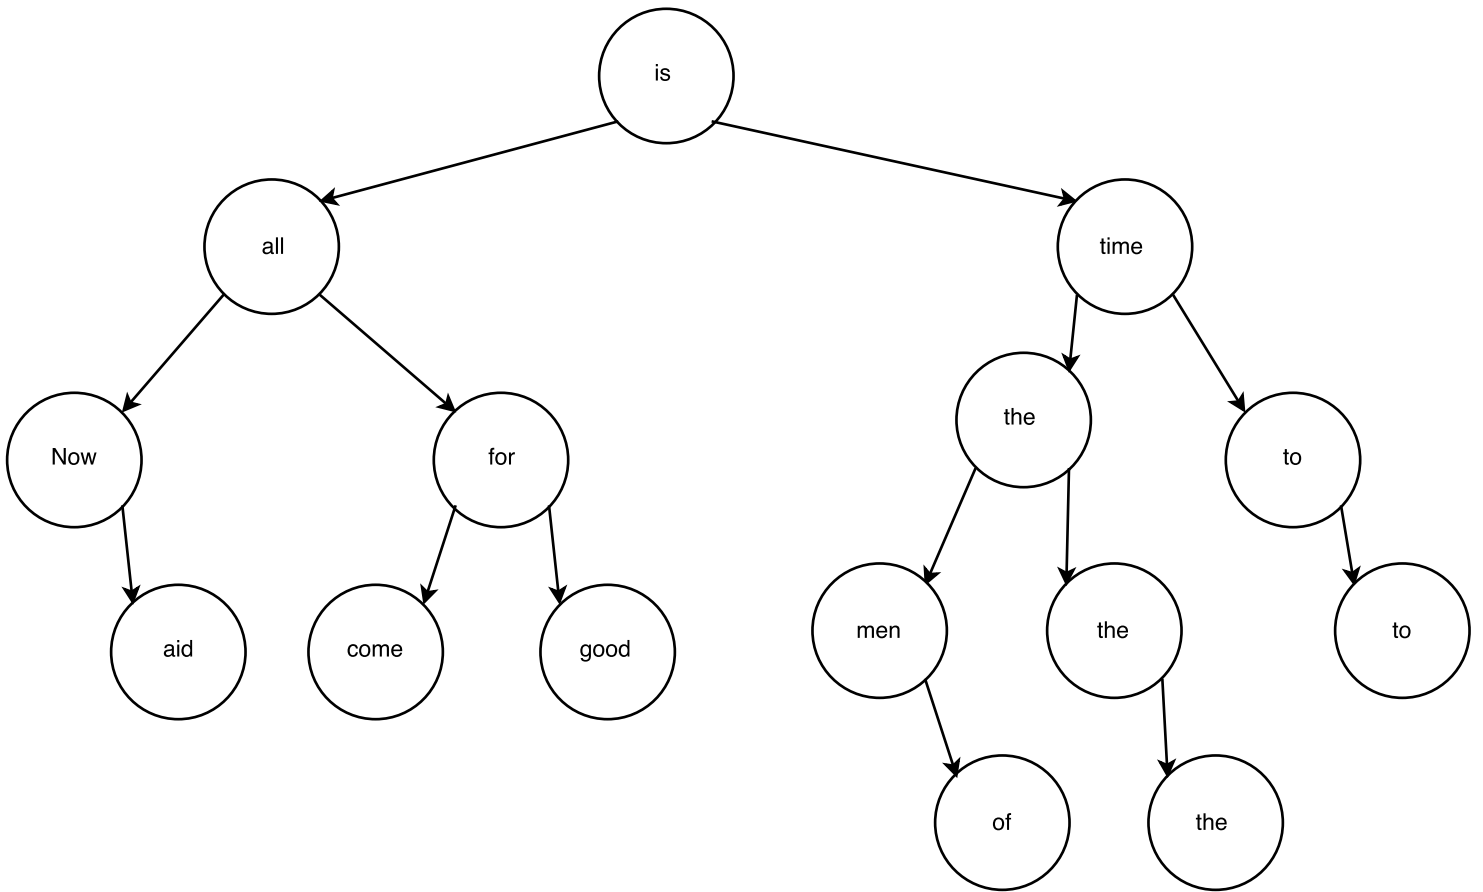 is
all
time
the
Now
for
to
men
the
to
aid
come
good
of
the